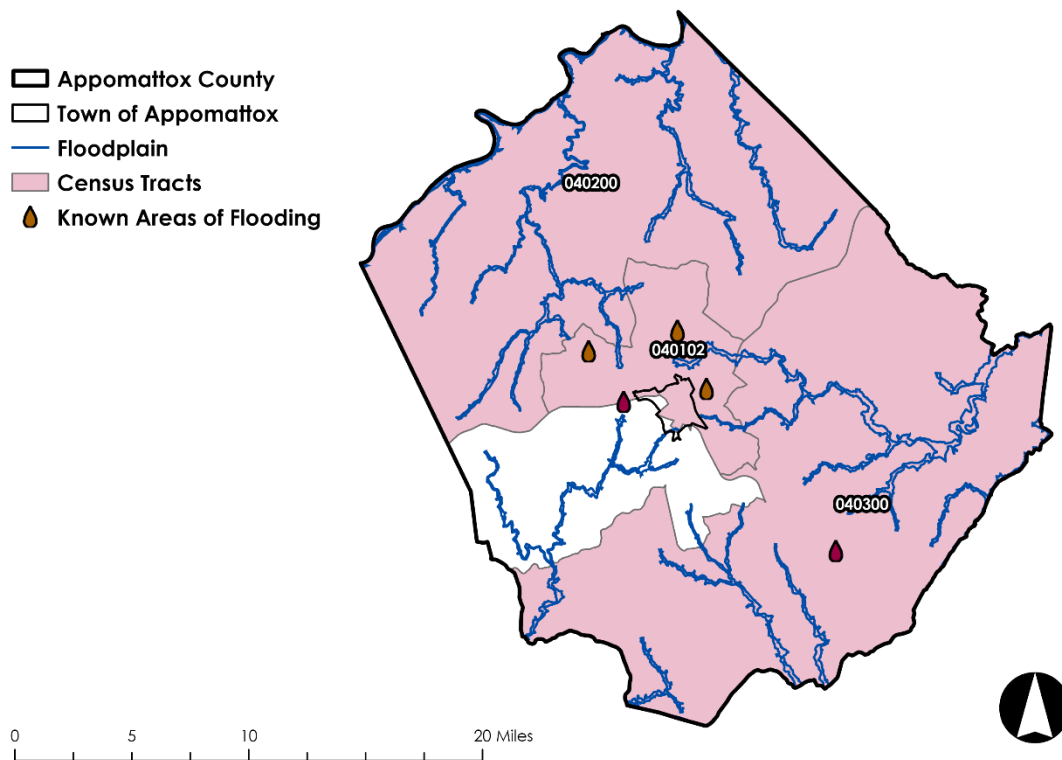 Appomattox County
Town of Appomattox
Floodplain
Census Tracts
Known Areas of Flooding
040200
040102
040300
0 5 10 20 Miles